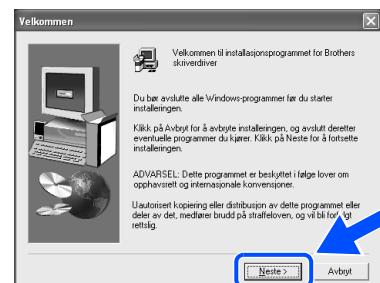 Velkommen
Velkommen til installasjonsprogrammet for Brothers
skriverdriver
Du bør avslutte alle Windows-programmer før du starter
installeringen.
Klikk på Avbryt for å avbryte installeringen, og avslutt deretter
eventuelle programmer du kjører. Klikk på Neste for å fortsette
installeringen.
ADVARSEL: Dette programmet er beskyttet i følge lover om
opphavsrett og internasjonale konvensjoner.
Uautorisert kopiering eller distribusjon av dette programmet eller
deler av det, medfører brudd på straffeloven, og vil bli
rettslig.
Neste >
Avbryt